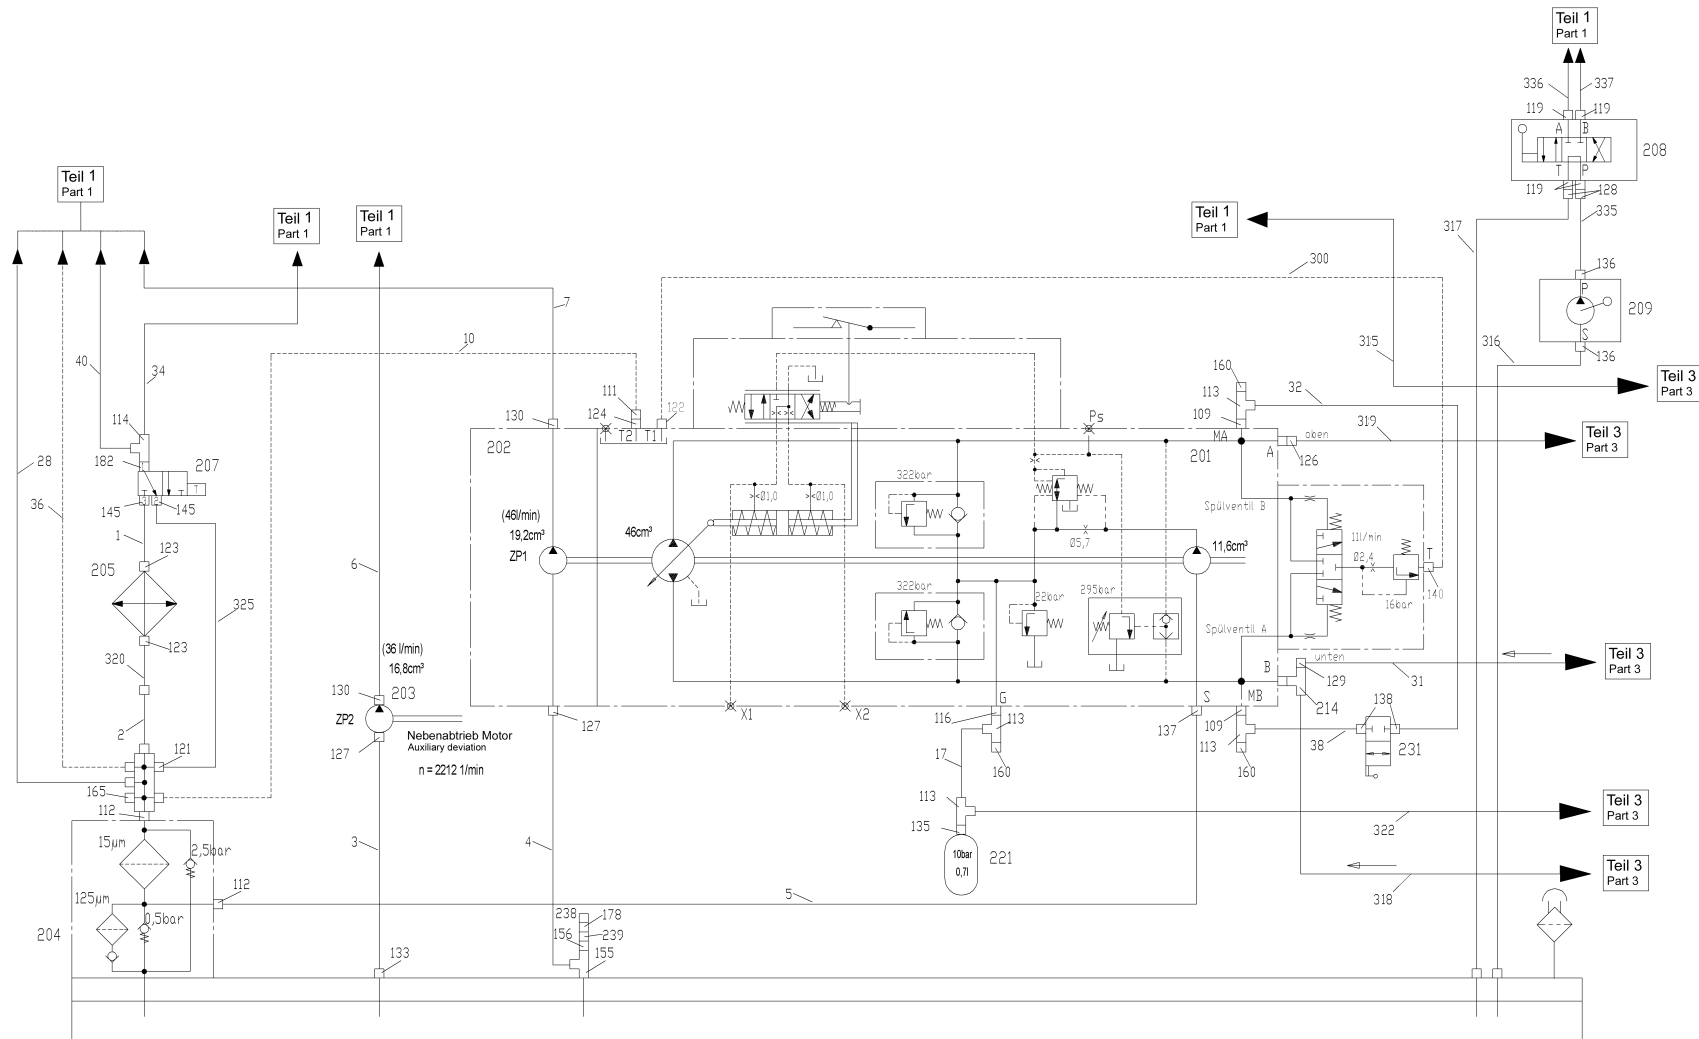 Teil 1
Part 1
336
337
119
119
A
B
208
T
P
119
128
335
317
Teil 1
Part 1
Teil 1
Part 1
Teil 1
Part 1
Teil 1
Part 1
300
136
P
209
S
136
316
315
7
10
40
34
Teil 3
Part 3
160
113
32
109
111
124
122
130
T2
T1
Ps
MA
A
oben
126
319
Teil 3
Part 3
114
202
201
28
182
207
T
T
T
3
2
145
145
36
322bar
Ø1,0
Ø1,0
Spülventil B
(46l/min)
19,2cm³
ZP1
46cm³
Ø5,7
11,6cm³
11l/min
Ø2,4
T
140
16bar
1
123
205
6
325
123
320
322bar
22bar
295bar
Spülventil A
(36 l/min)
16,8cm³
130
203
ZP2
127
Nebenabtrieb Motor
Auxiliary deviation
n = 2212 1/min
B
unten
129
31
Teil 3
Part 3
MB
214
G
S
X1
X2
127
116
113
137
109
113
138
38
231
160
160
2
121
165
112
17
113
135
322
Teil 3
Part 3
15µm
2,5bar
3
4
10bar
0,7l
221
318
Teil 3
Part 3
125µm
112
5
0,5bar
204
238
178
156
239
155
133